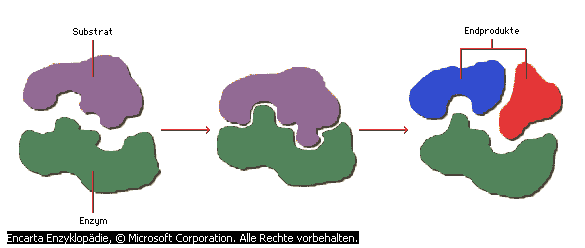 Substrat
Endprodukte
Enzym
Encarta Enzyklopädie, © Microsoft Corporation. Alle Rechte vorbehalten.